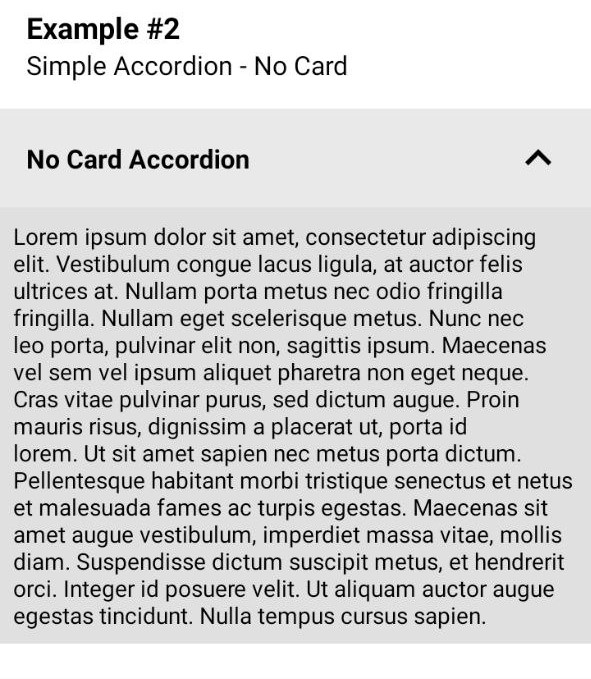 Example #2
Simple Accordion - No Card
No Card Accordion
Lorem ipsum dolor sit amet, consectetur adipiscing
elit. Vestibulum congue lacus ligula, at auctor felis
ultrices at. Nullam porta metus nec odio fringilla
fringilla. Nullam eget scelerisque metus. Nunc nec
leo porta, pulvinar elit non, sagittis ipsum. Maecenas
vel sem vel ipsum aliquet pharetra non eget neque.
Cras vitae pulvinar purus, sed dictum augue. Proin
mauris risus, dignissim a placerat ut, porta id
lorem. Ut sit amet sapien nec metus porta dictum.
Pellentesque habitant morbi tristique senectus et netus
et malesuada fames ac turpis egestas. Maecenas sit
amet augue vestibulum, imperdiet massa vitae, mollis
diam. Suspendisse dictum suscipit metus, et hendrerit
orci. Integer id posuere velit. Ut aliquam auctor augue
egestas tincidunt. Nulla tempus cursus sapien.